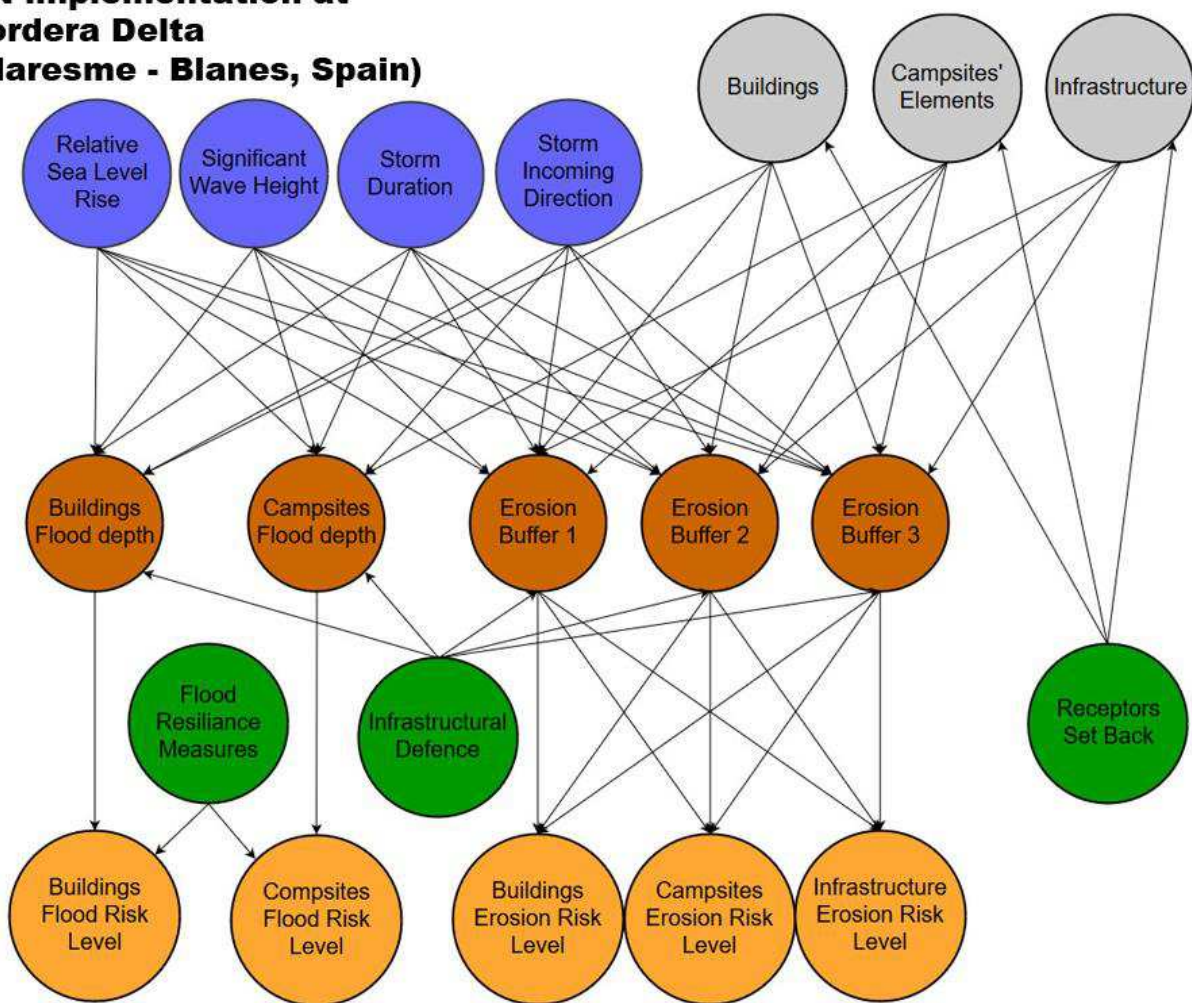 N implementation at
ordera Delta
Maresme - Blanes, Spain)
Buildings
Campsites'
Elements
Infrastructure
Relative
Sea Level
Rise
Significant
Wave Height
Storm
Duration
Storm
Incoming
Direction
Buildings
Flood depth
Campsites
Flood depth
Erosion
Buffer 1
Erosion
Buffer 2
Erosion
Buffer 3
Flood
Resiliance
Measures
Infrastructural
Defence
Receptors
Set Back
Buildings
Flood Risk
Level
Compsites
Flood Risk
Level
Buildings
Erosion Risk
Level
Campsites
Erosion Risk
Level
Infrastructure
Erosion Risk
Level